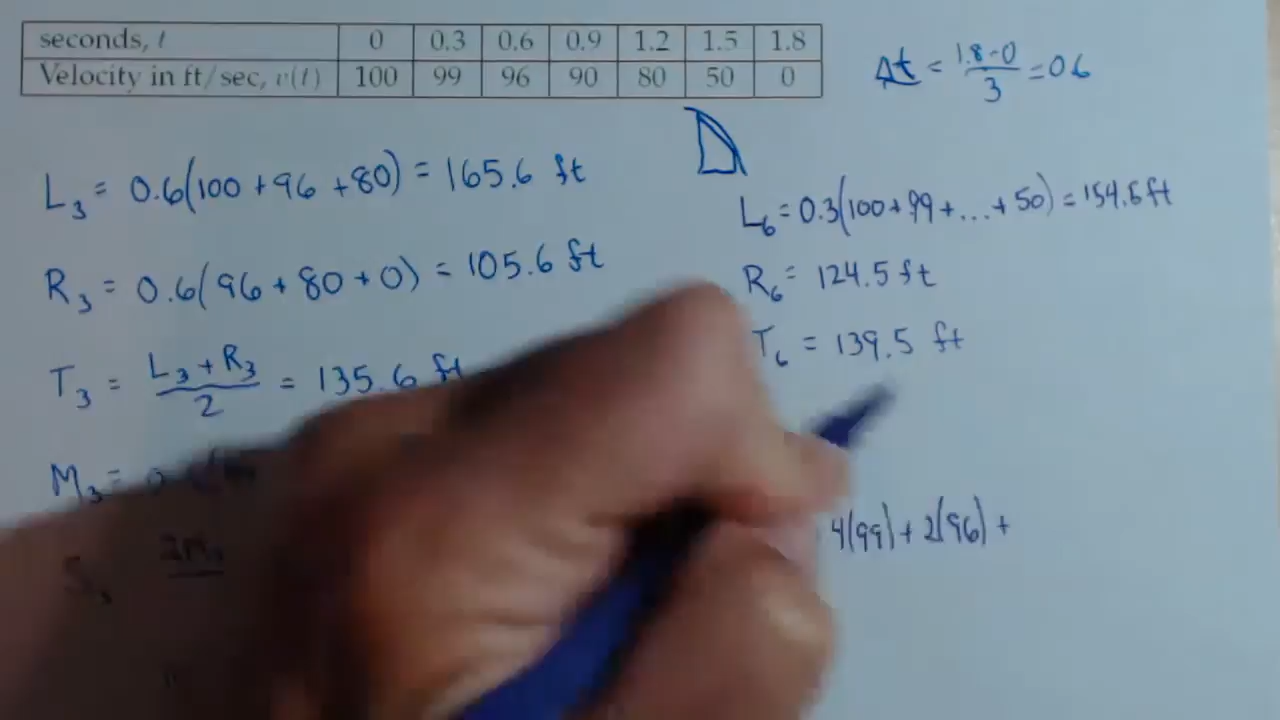 seconds, t 0 0.3 0.6 0.9 1.2 1.5 1.8
Velocity in ft/sec, v(t) 100 99 96 90 80 50 0
Δt = 1.8-0/3 = 0.6
L3 = 0.6(100+96+80) = 165.6 ft
R3 = 0.6(96+80+0) = 105.6 ft
T3 = L3+R3/2 = 135.6 ft
M3 =
L6 = 0.3(100+99+...+50) = 154.5 ft
R6 = 124.5 ft
T6 = 139.5 ft
4(99)+2(96)+